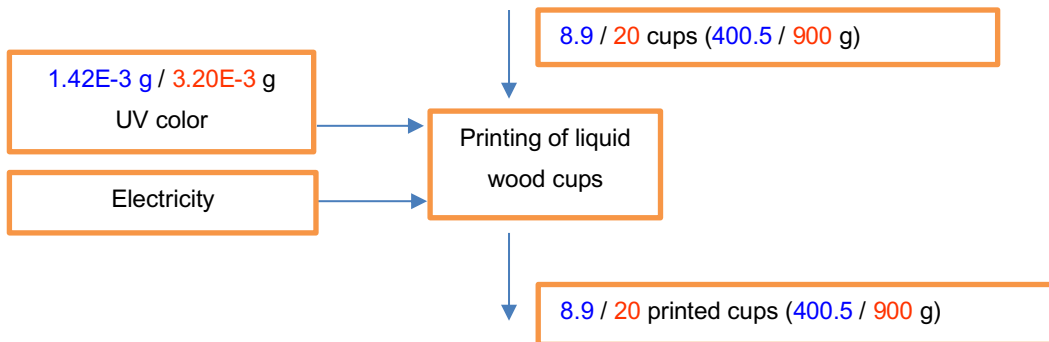 8.9 / 20 cups (400.5 / 900 g)
1.42E-3 g / 3.20E-3 g
UV color
Printing of liquid
wood cups
Electricity
8.9 / 20 printed cups (400.5 / 900 g)